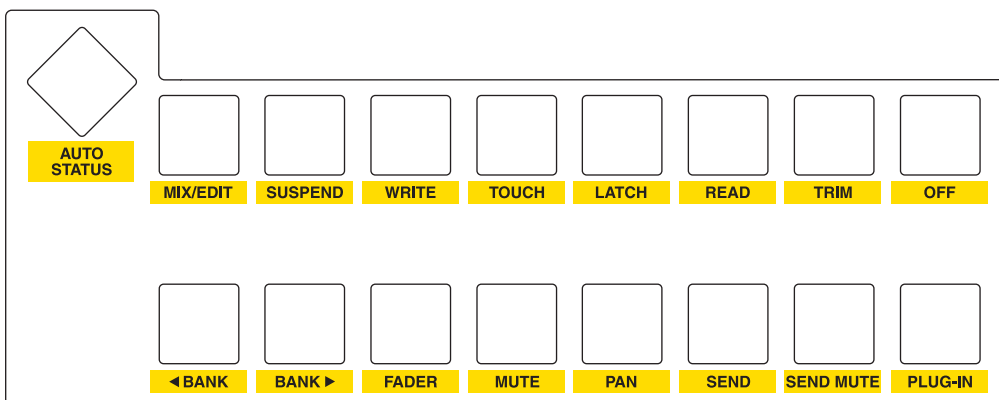 AUTO
STATUS
MIX/EDIT SUSPEND WRITE TOUCH LATCH READ TRIM OFF
◄BANK BANK► FADER MUTE PAN SEND SEND MUTE PLUG-IN